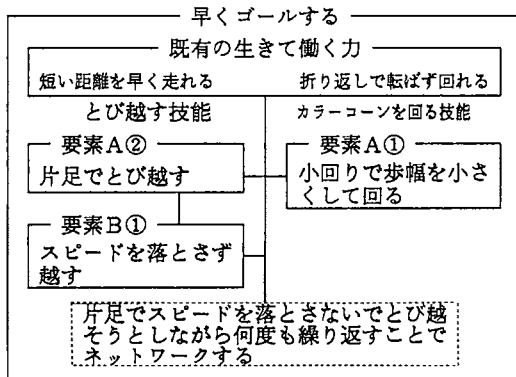 早くゴールする
既有の生きて働く力
短い距離を早く走れる 折り返しで転ばず回れる
とび越す技能 カラーコーンを回る技能
要素A② 要素A①
片足でとび越す 小回りで歩幅を小さ
くして回る
要素B①
スピードを落とさず
越す
片足でスピードを落とさないでとび越
そうとしながら何度も繰り返すことで
ネットワークする